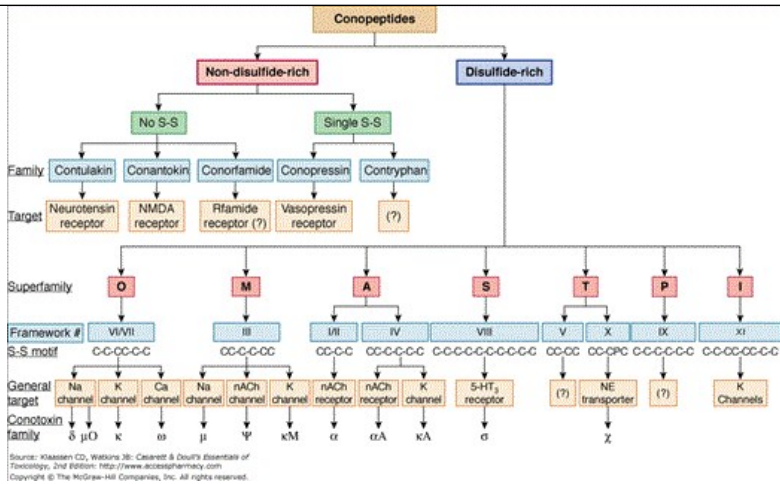 Conopeptides
Non-disulfide-rich Disulfide-rich
No S-S Single S-S
Family Contulakin Conantokin Conorfamide Conopressin Contryphan
Target Neurotensin receptor NMDA receptor Rfamide receptor (?) Vasopressin receptor (?)
Superfamily O M A S T P I
Framework # VI/VII III I/II IV VIII V X IX XI
S-S motif C-C-CC-C-C CC-C-C-CC CC-C-C CC-C-C-C-C C-C-C-C-C-C-C-C-C-C CC-CC CC-CPC C-C-C-C-C-C C-C-CC-CC-C-C
General target Na channel K channel Ca channel Na channel nACh channel K channel nACh receptor nACh receptor K channel 5-HT₃ receptor (?) NE transporter (?) K Channels
Conotoxin family δ μO κ ω μ Ψ κM α αA κA σ χ
Source: Klaassen CD, Watkins JB: Casarett & Doull's Essentials of
Toxicology, 2nd Edition: http://www.accesspharmacy.com
Copyright © The McGraw-Hill Companies, Inc. All rights reserved.